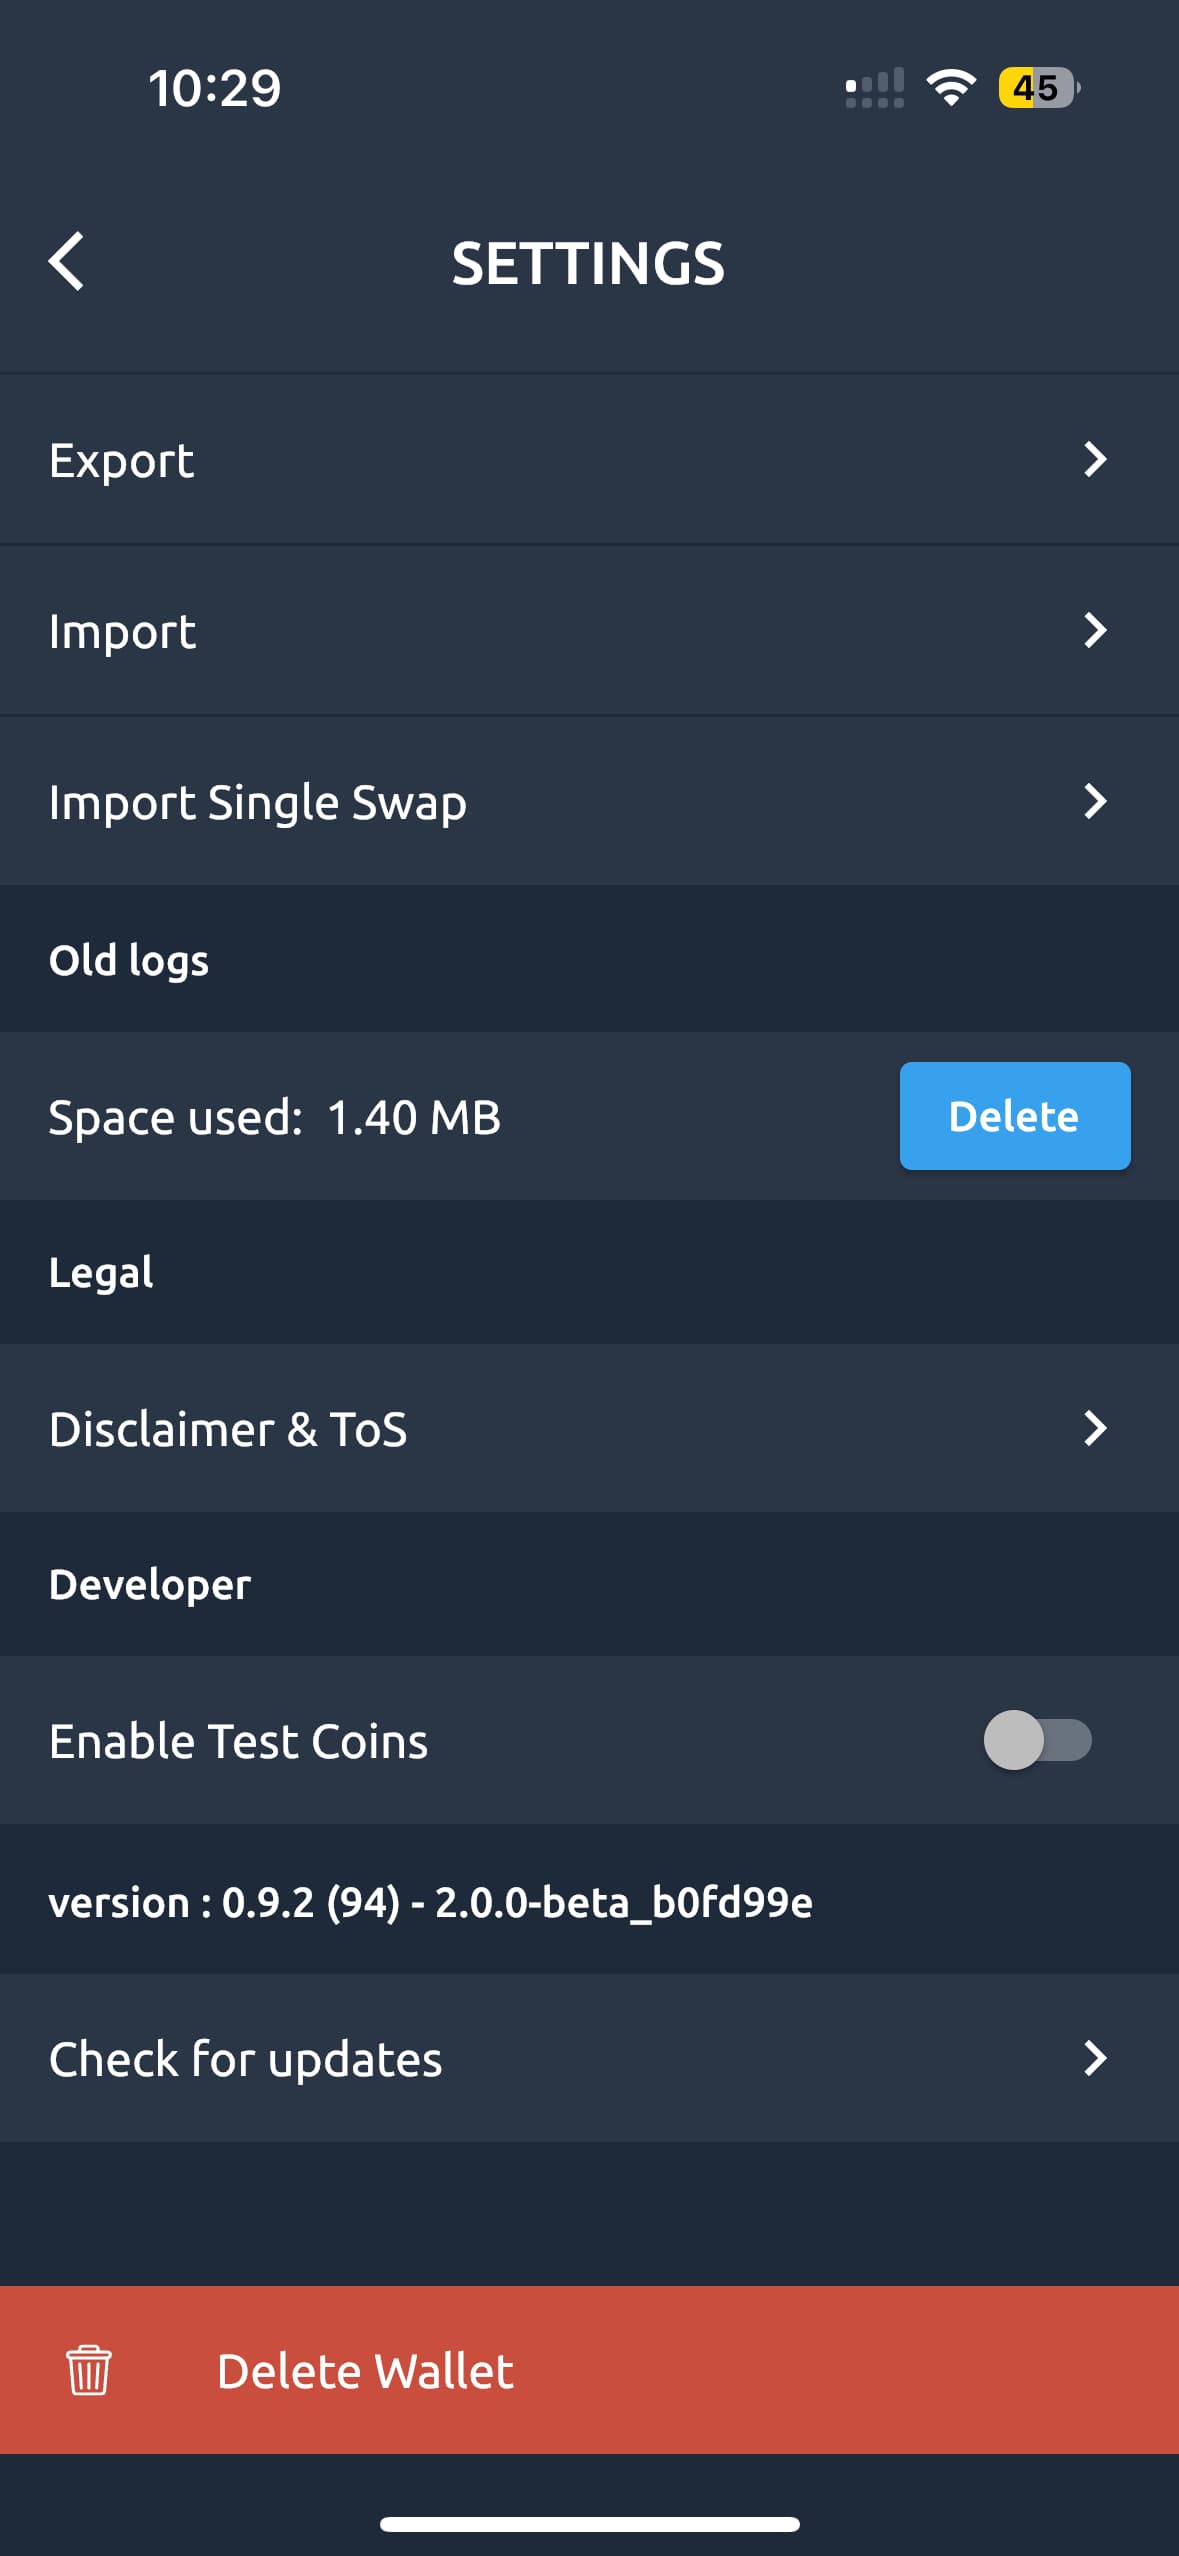 10:29
45
SETTINGS
Export
Import
Import Single Swap
Old logs
Space used:  1.40 MB
Delete
Legal
Disclaimer & ToS
Developer
Enable Test Coins
version : 0.9.2 (94) - 2.0.0-beta_b0fd99e
Check for updates
Delete Wallet